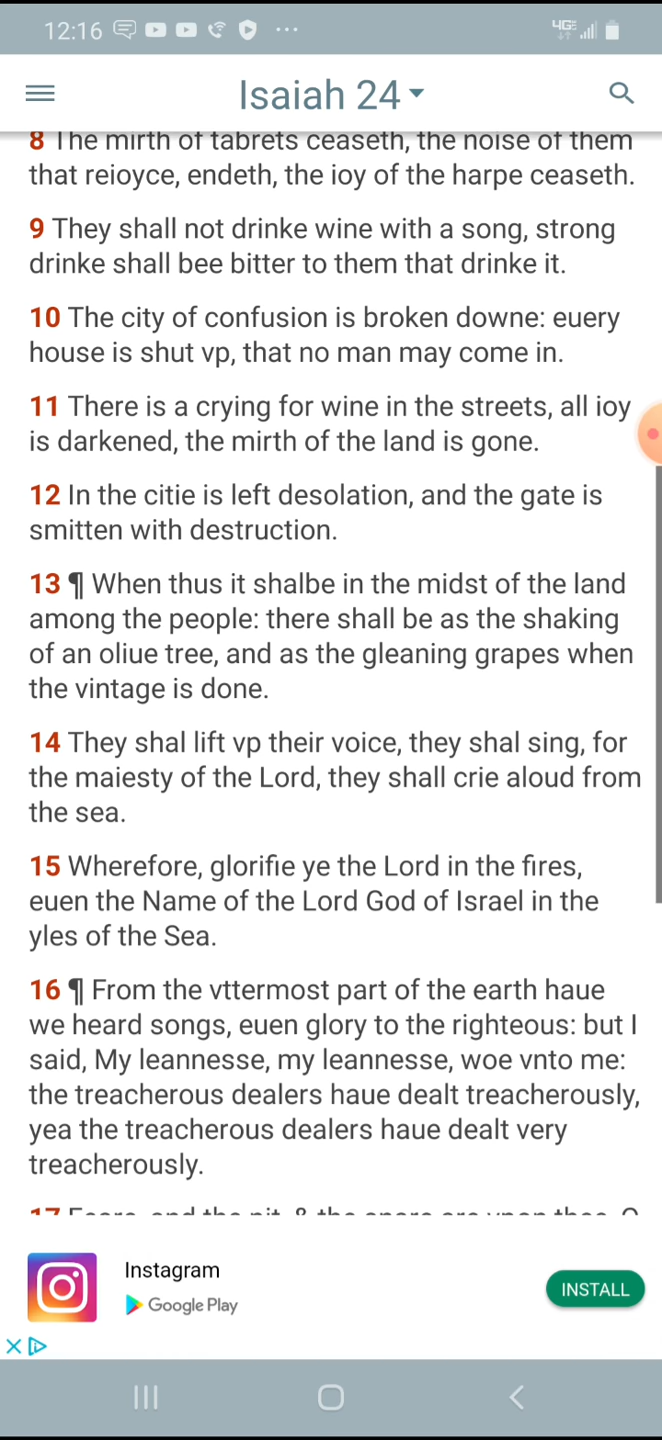 12:16
4GE
Isaiah 24
8 The mirth of tabrets ceaseth, the noise of them
that reioyce, endeth, the ioy of the harpe ceaseth.
9 They shall not drinke wine with a song, strong
drinke shall bee bitter to them that drinke it.
10 The city of confusion is broken downe: euery
house is shut vp, that no man may come in.
11 There is a crying for wine in the streets, all ioy
is darkened, the mirth of the land is gone.
12 In the citie is left desolation, and the gate is
smitten with destruction.
13 ¶ When thus it shalbe in the midst of the land
among the people: there shall be as the shaking
of an oliue tree, and as the gleaning grapes when
the vintage is done.
14 They shal lift vp their voice, they shal sing, for
the maiesty of the Lord, they shall crie aloud from
the sea.
15 Wherefore, glorifie ye the Lord in the fires,
euen the Name of the Lord God of Israel in the
yles of the Sea.
16 ¶ From the vttermost part of the earth haue
we heard songs, euen glory to the righteous: but I
said, My leannesse, my leannesse, woe vnto me:
the treacherous dealers haue dealt treacherously,
yea the treacherous dealers haue dealt very
treacherously.
17 Feare, and the pit, & the snare are vpon thee, O
Instagram
Google Play
INSTALL